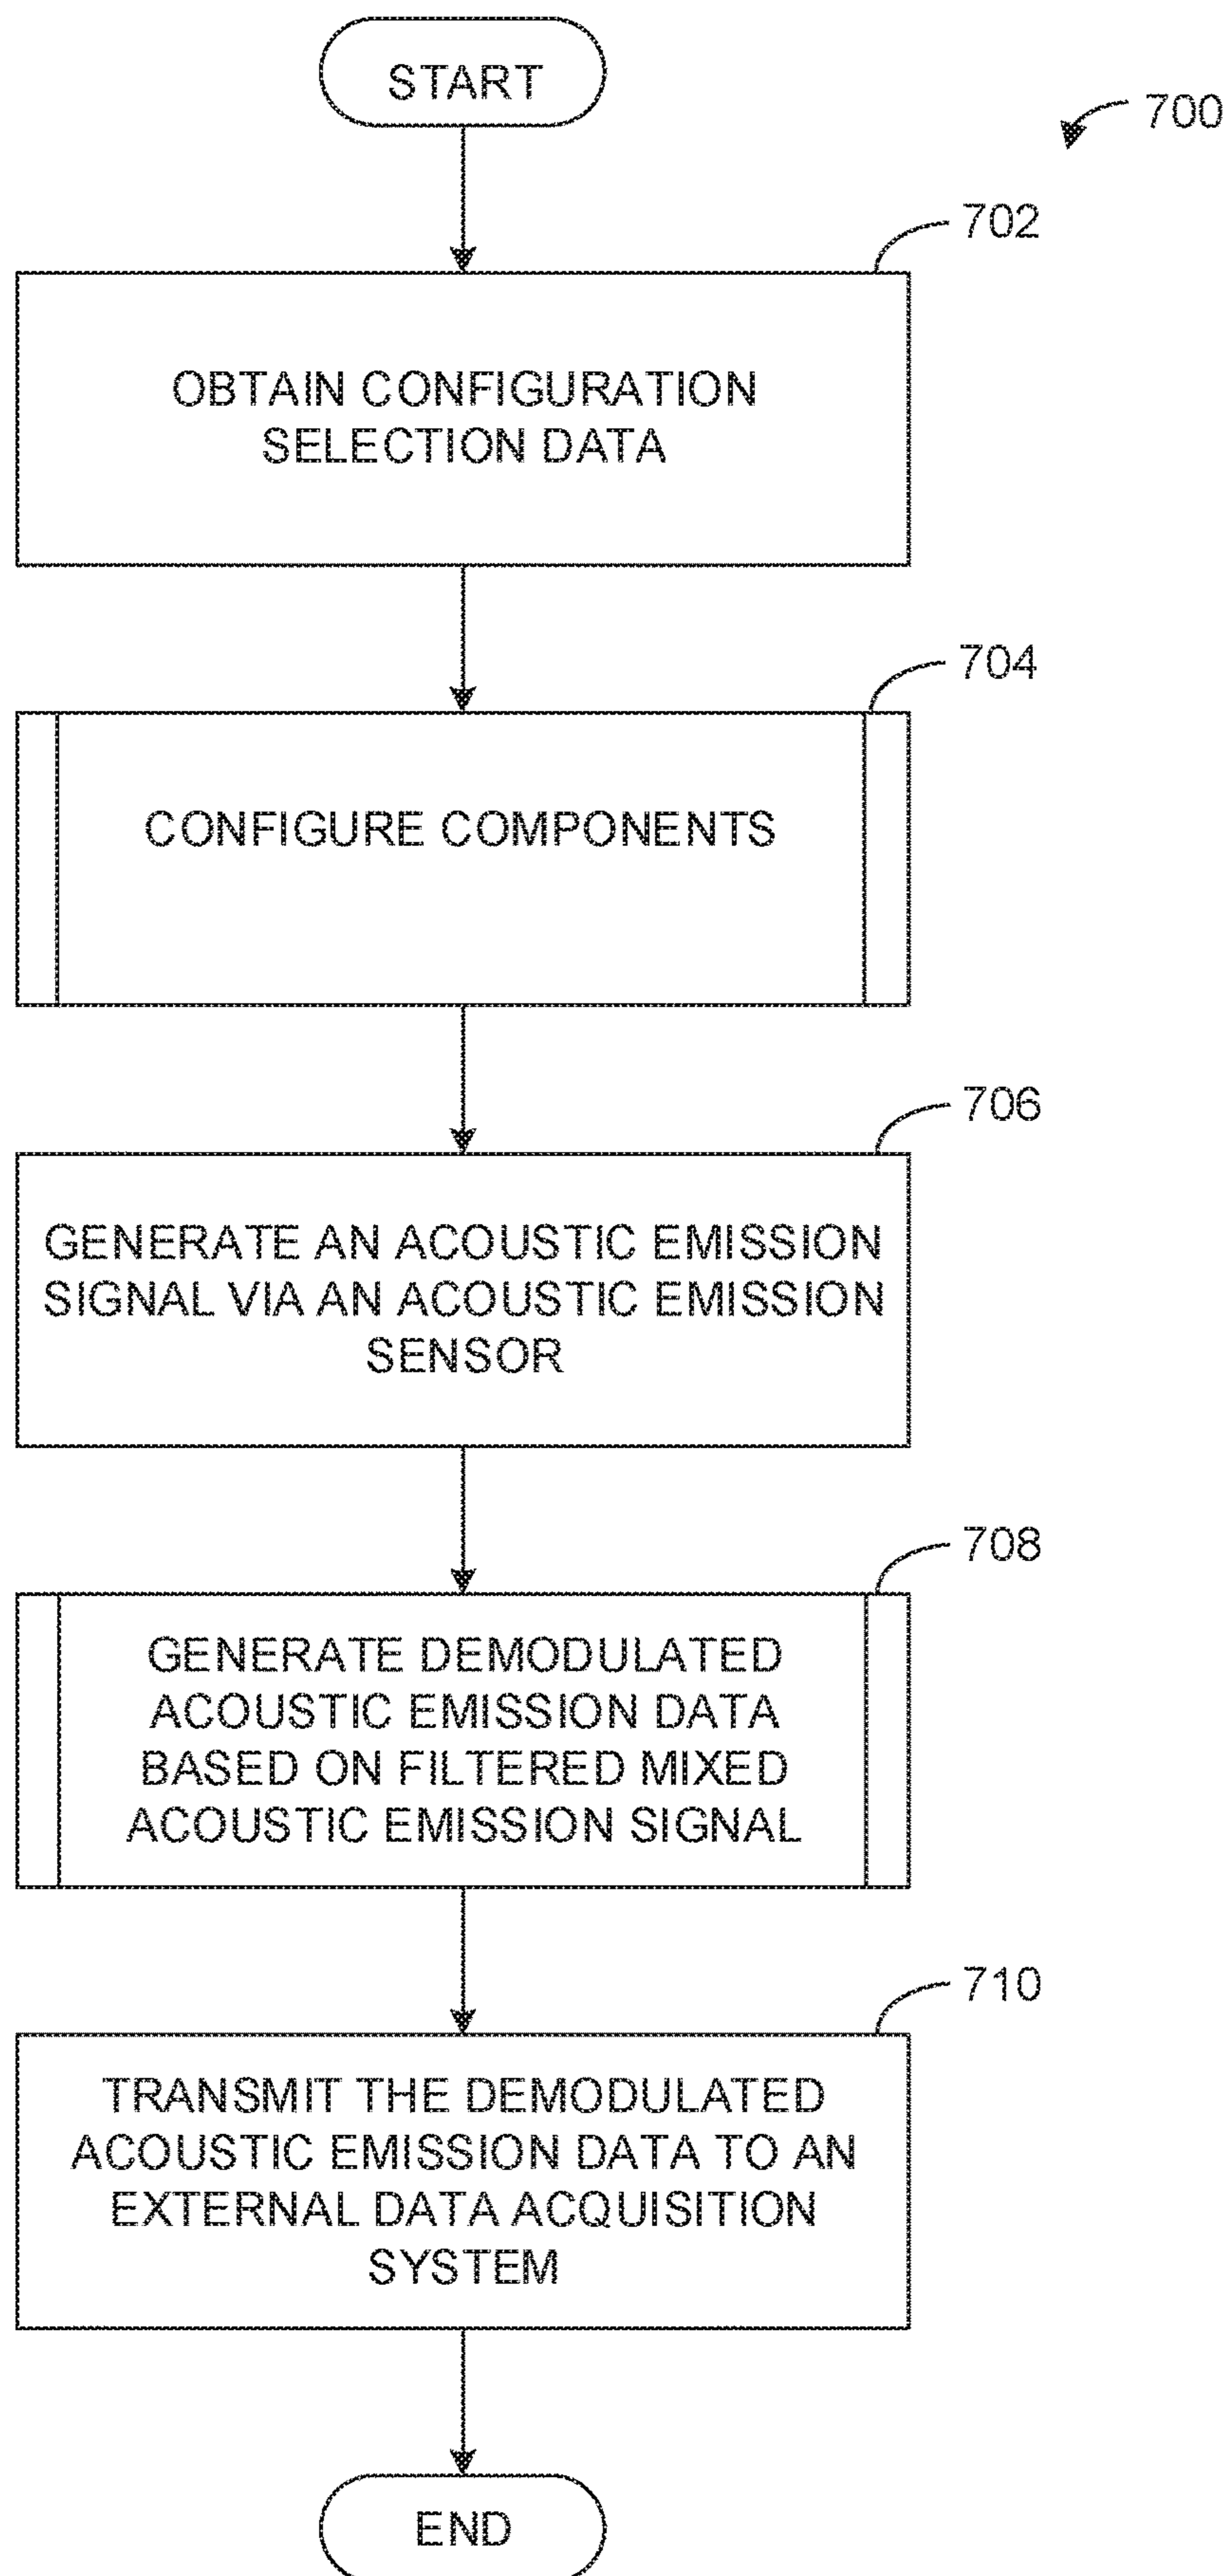 START
700
702
OBTAIN CONFIGURATION
SELECTION DATA
704
CONFIGURE COMPONENTS
706
GENERATE AN ACOUSTIC EMISSION
SIGNAL VIA AN ACOUSTIC EMISSION
SENSOR
708
GENERATE DEMODULATED
ACOUSTIC EMISSION DATA
BASED ON FILTERED MIXED
ACOUSTIC EMISSION SIGNAL
710
TRANSMIT THE DEMODULATED
ACOUSTIC EMISSION DATA TO AN
EXTERNAL DATA ACQUISITION
SYSTEM
END